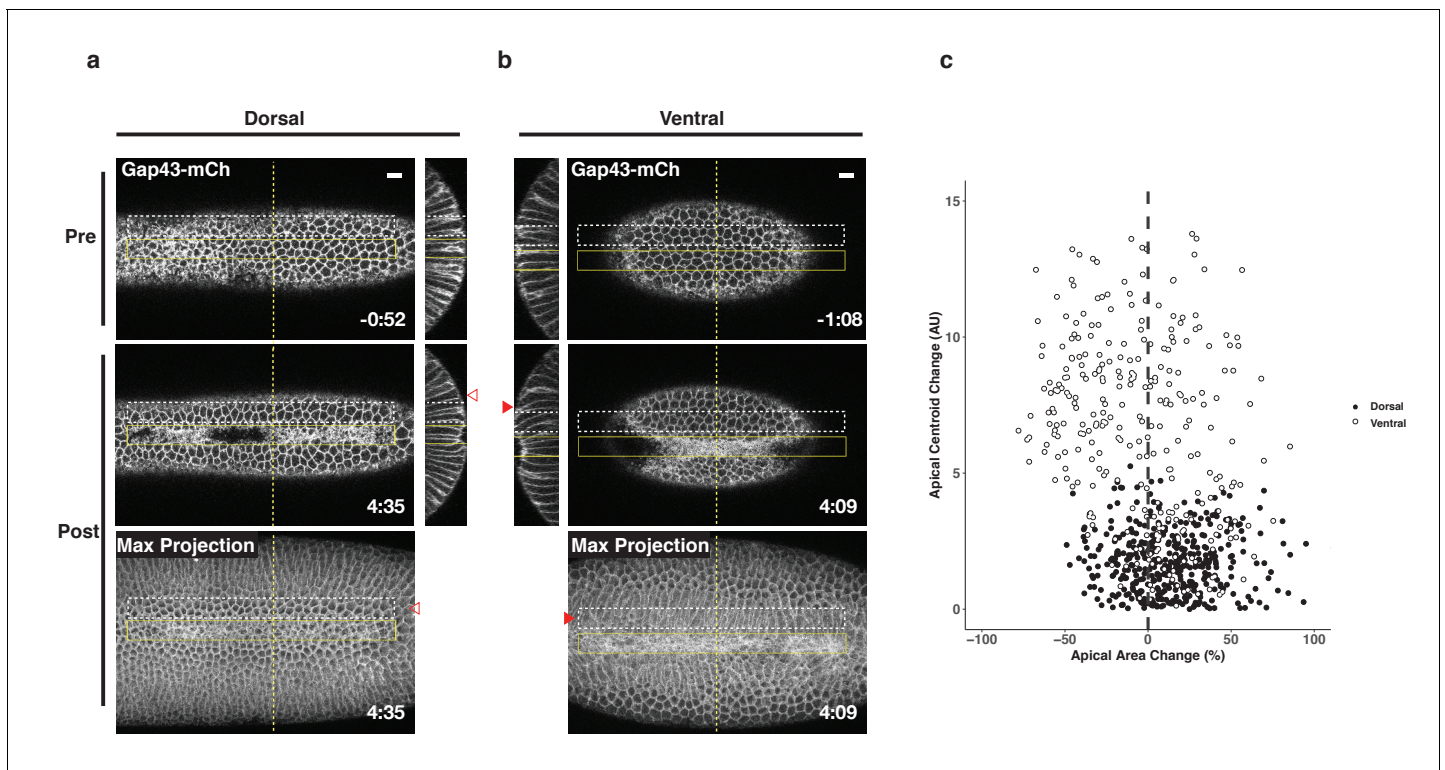 a
b
c
Dorsal
Ventral
Pre
Post
Gap43-mCh
-0:52
Gap43-mCh
-1:08
4:35
4:09
Max Projection
4:35
Max Projection
4:09
Apical Centroid Change (AU)
15
10
5
0
−100
−50
0
50
100
Apical Area Change (%)
Dorsal
Ventral